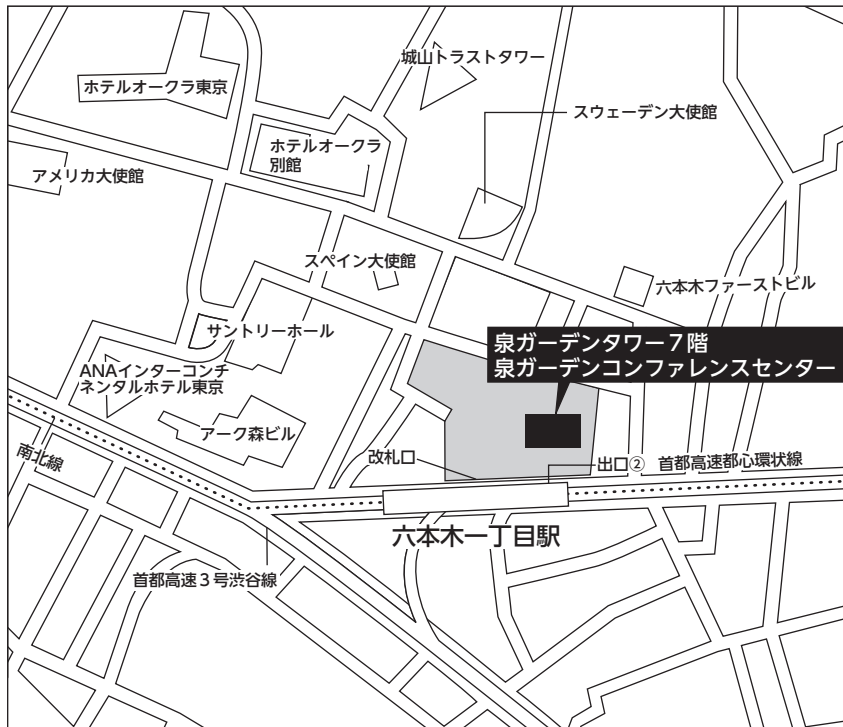 城山トラストタワー
ホテルオークラ東京
スウェーデン大使館
ホテルオークラ
別館
アメリカ大使館
スペイン大使館
六本木ファーストビル
サントリーホール
泉ガーデンタワー7階
泉ガーデンコンファレンスセンター
ANAインターコンチ
ネンタルホテル東京
アーク森ビル
南北線
改札口
出口②
首都高速都心環状線
六本木一丁目駅
首都高速3号渋谷線